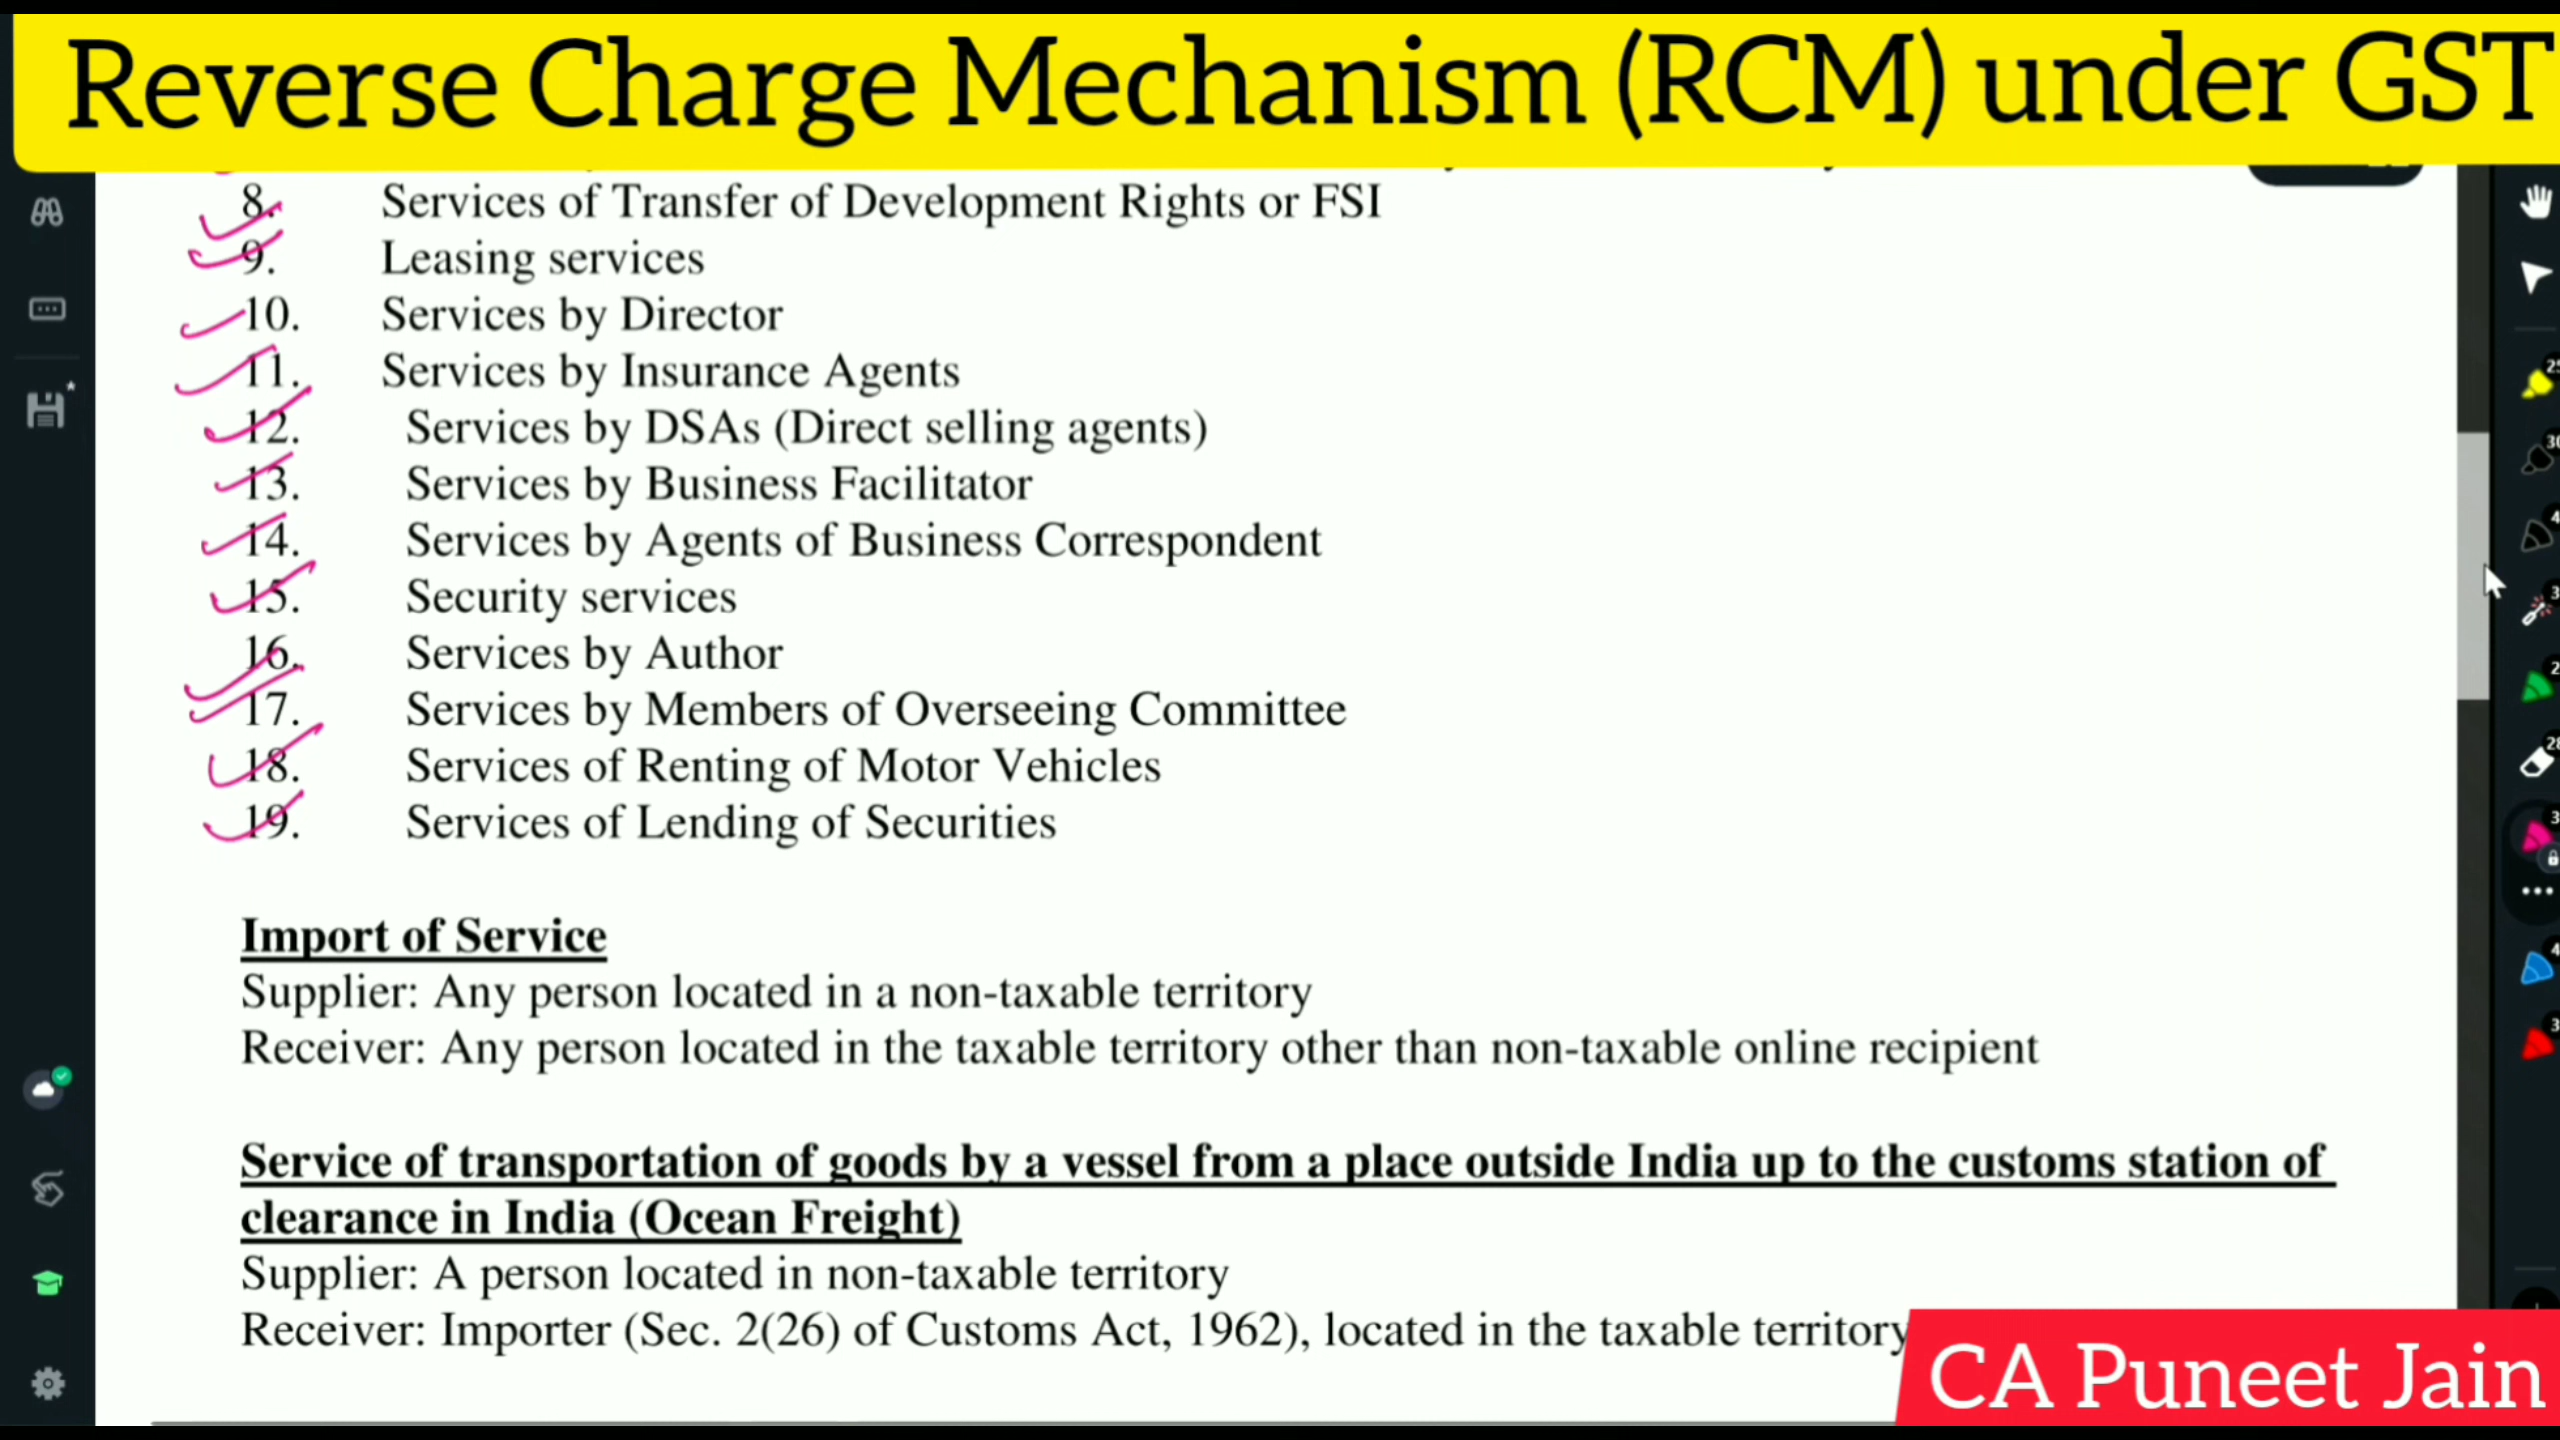 Reverse Charge Mechanism (RCM) under GST
8. Services of Transfer of Development Rights or FSI
9. Leasing services
10. Services by Director
11. Services by Insurance Agents
12. Services by DSAs (Direct selling agents)
13. Services by Business Facilitator
14. Services by Agents of Business Correspondent
15. Security services
16. Services by Author
17. Services by Members of Overseeing Committee
18. Services of Renting of Motor Vehicles
19. Services of Lending of Securities
Import of Service
Supplier: Any person located in a non-taxable territory
Receiver: Any person located in the taxable territory other than non-taxable online recipient
Service of transportation of goods by a vessel from a place outside India up to the customs station of
clearance in India (Ocean Freight)
Supplier: A person located in non-taxable territory
Receiver: Importer (Sec. 2(26) of Customs Act, 1962), located in the taxable territory
CA Puneet Jain